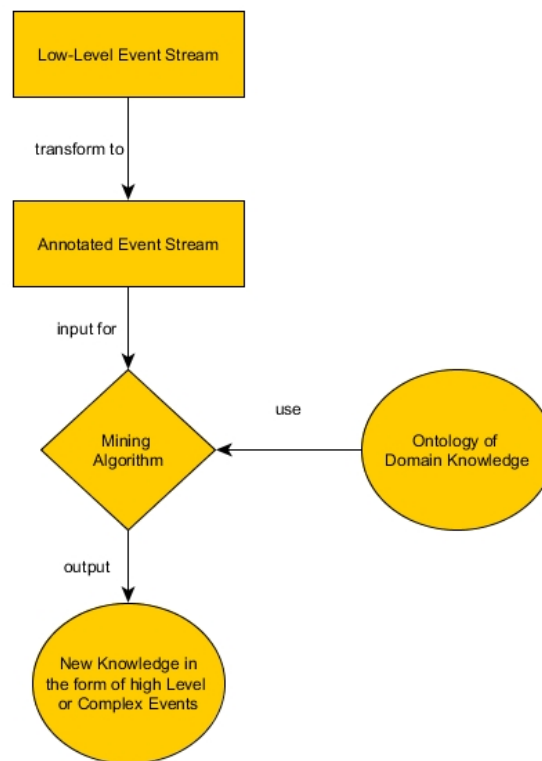 Low-Level Event Stream
transform to
Annotated Event Stream
input for
Mining
Algorithm
use
Ontology of
Domain Knowledge
output
New Knowledge in
the form of high Level
or Complex Events